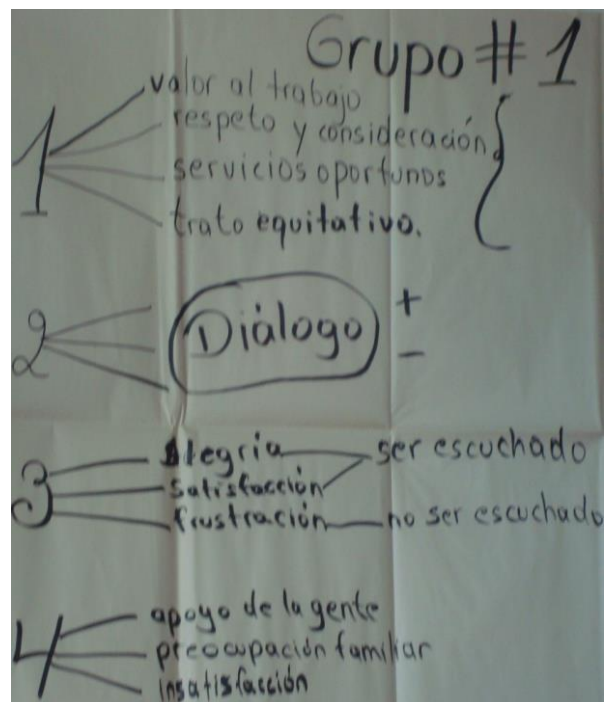 Grupo # 1
1
valor al trabajo
respeto y consideración
servicios oportunos
trato equitativo.
2
Diálogo
+
-
3
Alegria ser escuchado
satisfacción
frustración no ser escuchado
4
apoyo de la gente
preocupación familiar
insatisfacción